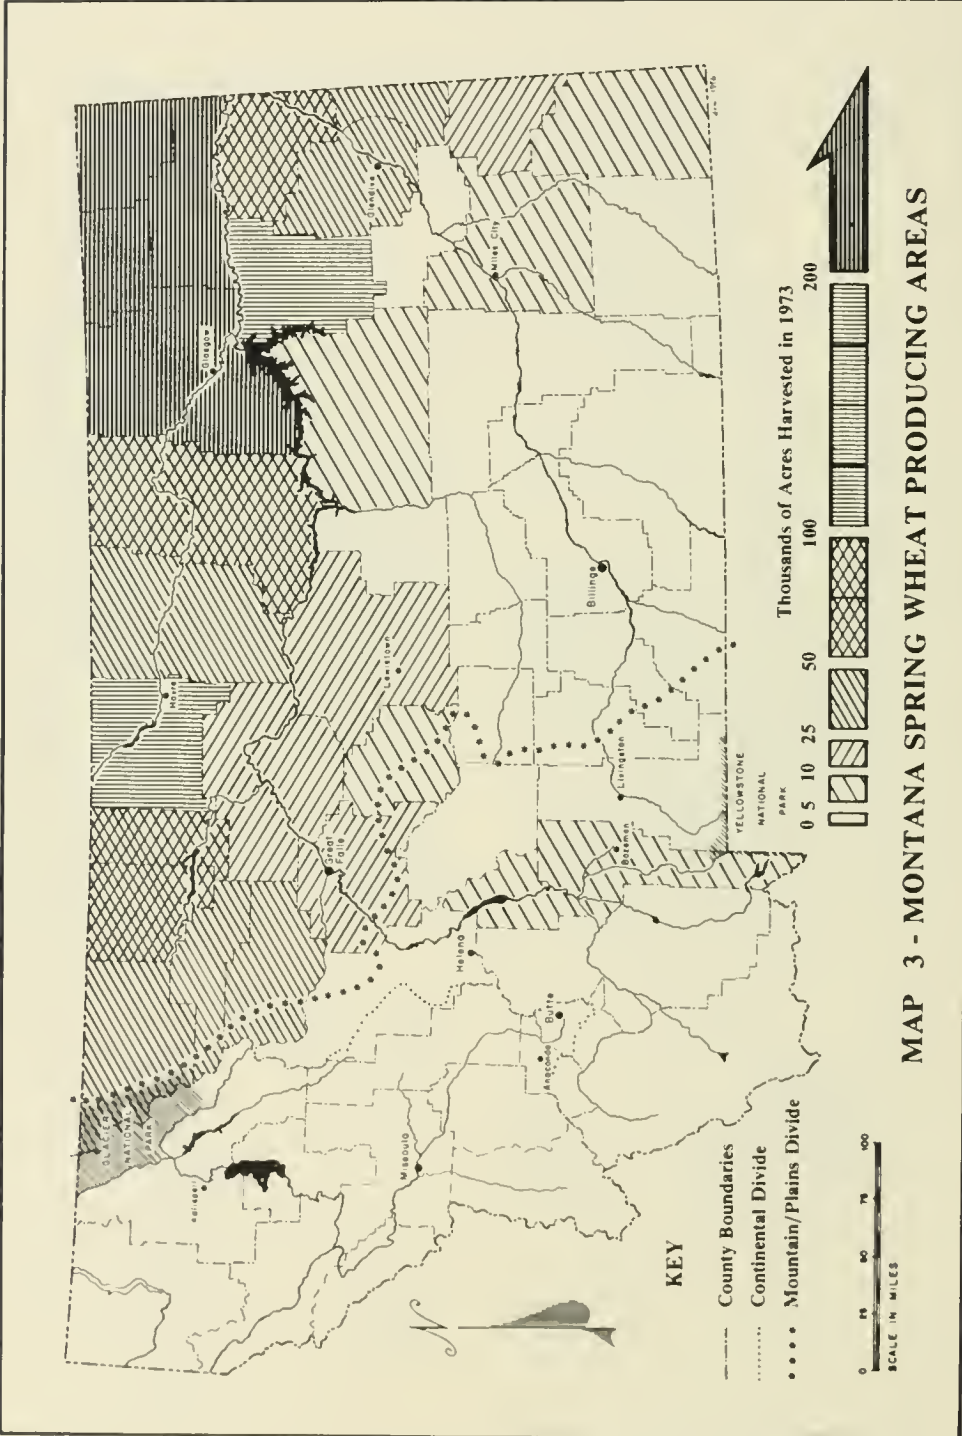 GLACIER
NATIONAL
PARK
Kalispell
Missoula
Great
Falls
Helena
Butte
Anaconda
Bozeman
Livingston
YELLOWSTONE
NATIONAL
PARK
Havre
Lewistown
Billings
Glasgow
Miles City
Glendive
KEY
County Boundaries
Continental Divide
Mountain/Plains Divide
0 25 50 75 100
SCALE IN MILES
Thousands of Acres Harvested in 1973
0 5 10 25 50 100 200
MAP 3 - MONTANA SPRING WHEAT PRODUCING AREAS